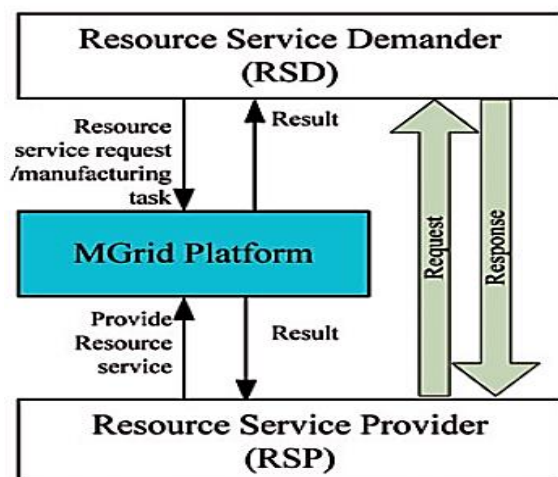 Resource Service Demander
(RSD)
Resource
service request
/manufacturing
task
Result
MGrid Platform
Provide
Resource
service
Result
Request
Response
Resource Service Provider
(RSP)